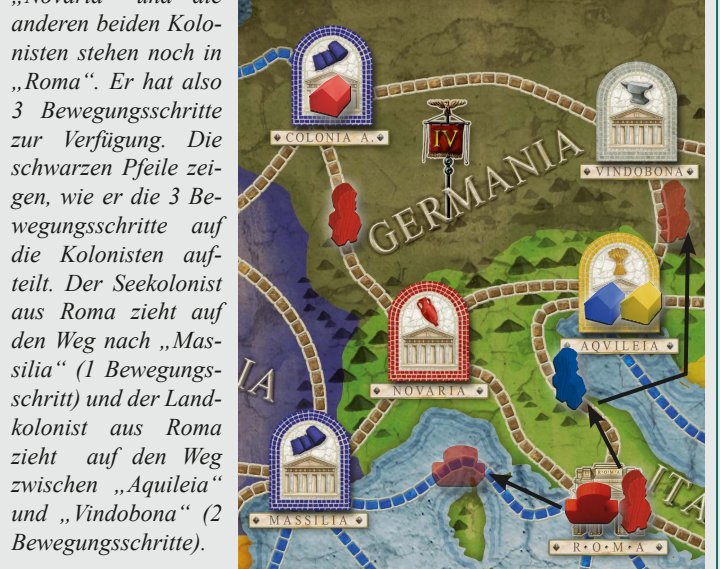 „Novaria“ und die
anderen beiden Kolo-
nisten stehen noch in
„Roma“. Er hat also
3 Bewegungsschritte
zur Verfügung. Die
schwarzen Pfeile zei-
gen, wie er die 3 Be-
wegungsschritte auf
die Kolonisten auf-
teilt. Der Seekolonist
aus Roma zieht auf
den Weg nach „Mas-
silia“ (1 Bewegungs-
schritt) und der Land-
kolonist aus Roma
zieht auf den Weg
zwischen „Aquileia“
und „Vindobona“ (2
Bewegungsschritte).
COLONIA A.
IV
VINDOBONA
GERMANIA
AQVILEIA
NOVARIA
IA
MASSILIA
ITA
R·O·M·A